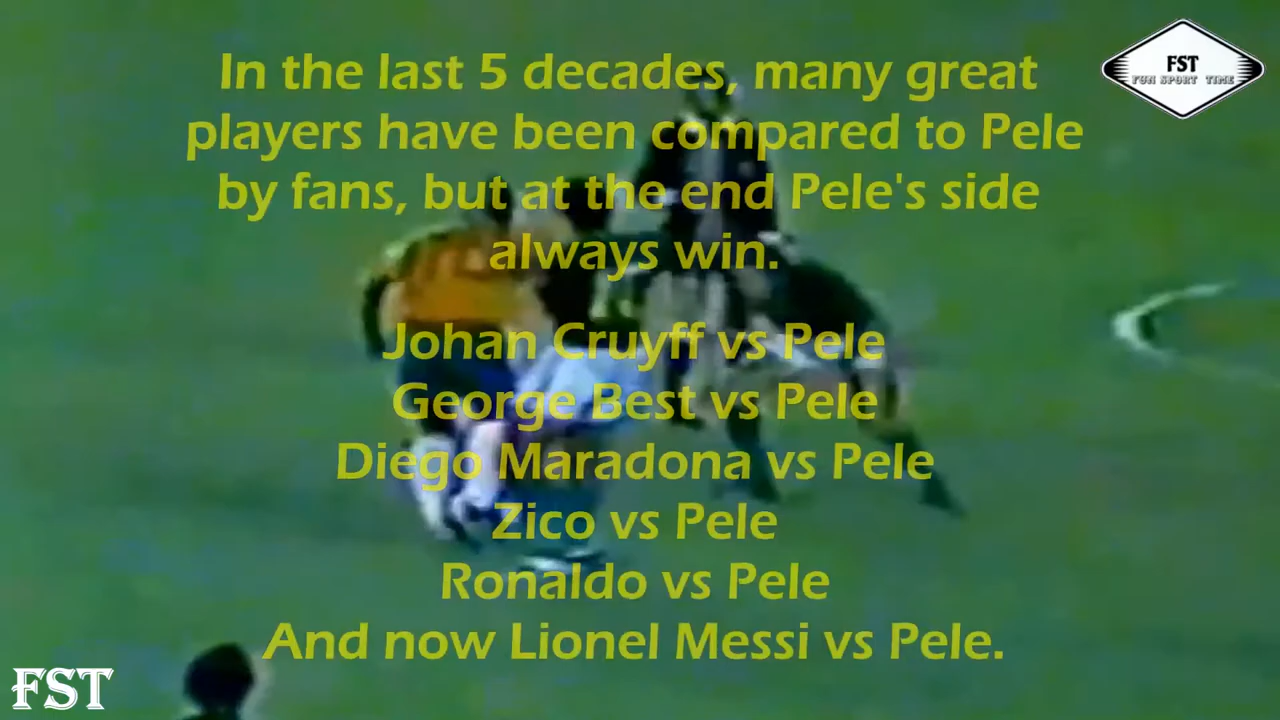 In the last 5 decades, many great
players have been compared to Pele
by fans, but at the end Pele's side
always win.
Johan Cruyff vs Pele
George Best vs Pele
Diego Maradona vs Pele
Zico vs Pele
Ronaldo vs Pele
And now Lionel Messi vs Pele.
FST
FUN SPORT TIME
FST